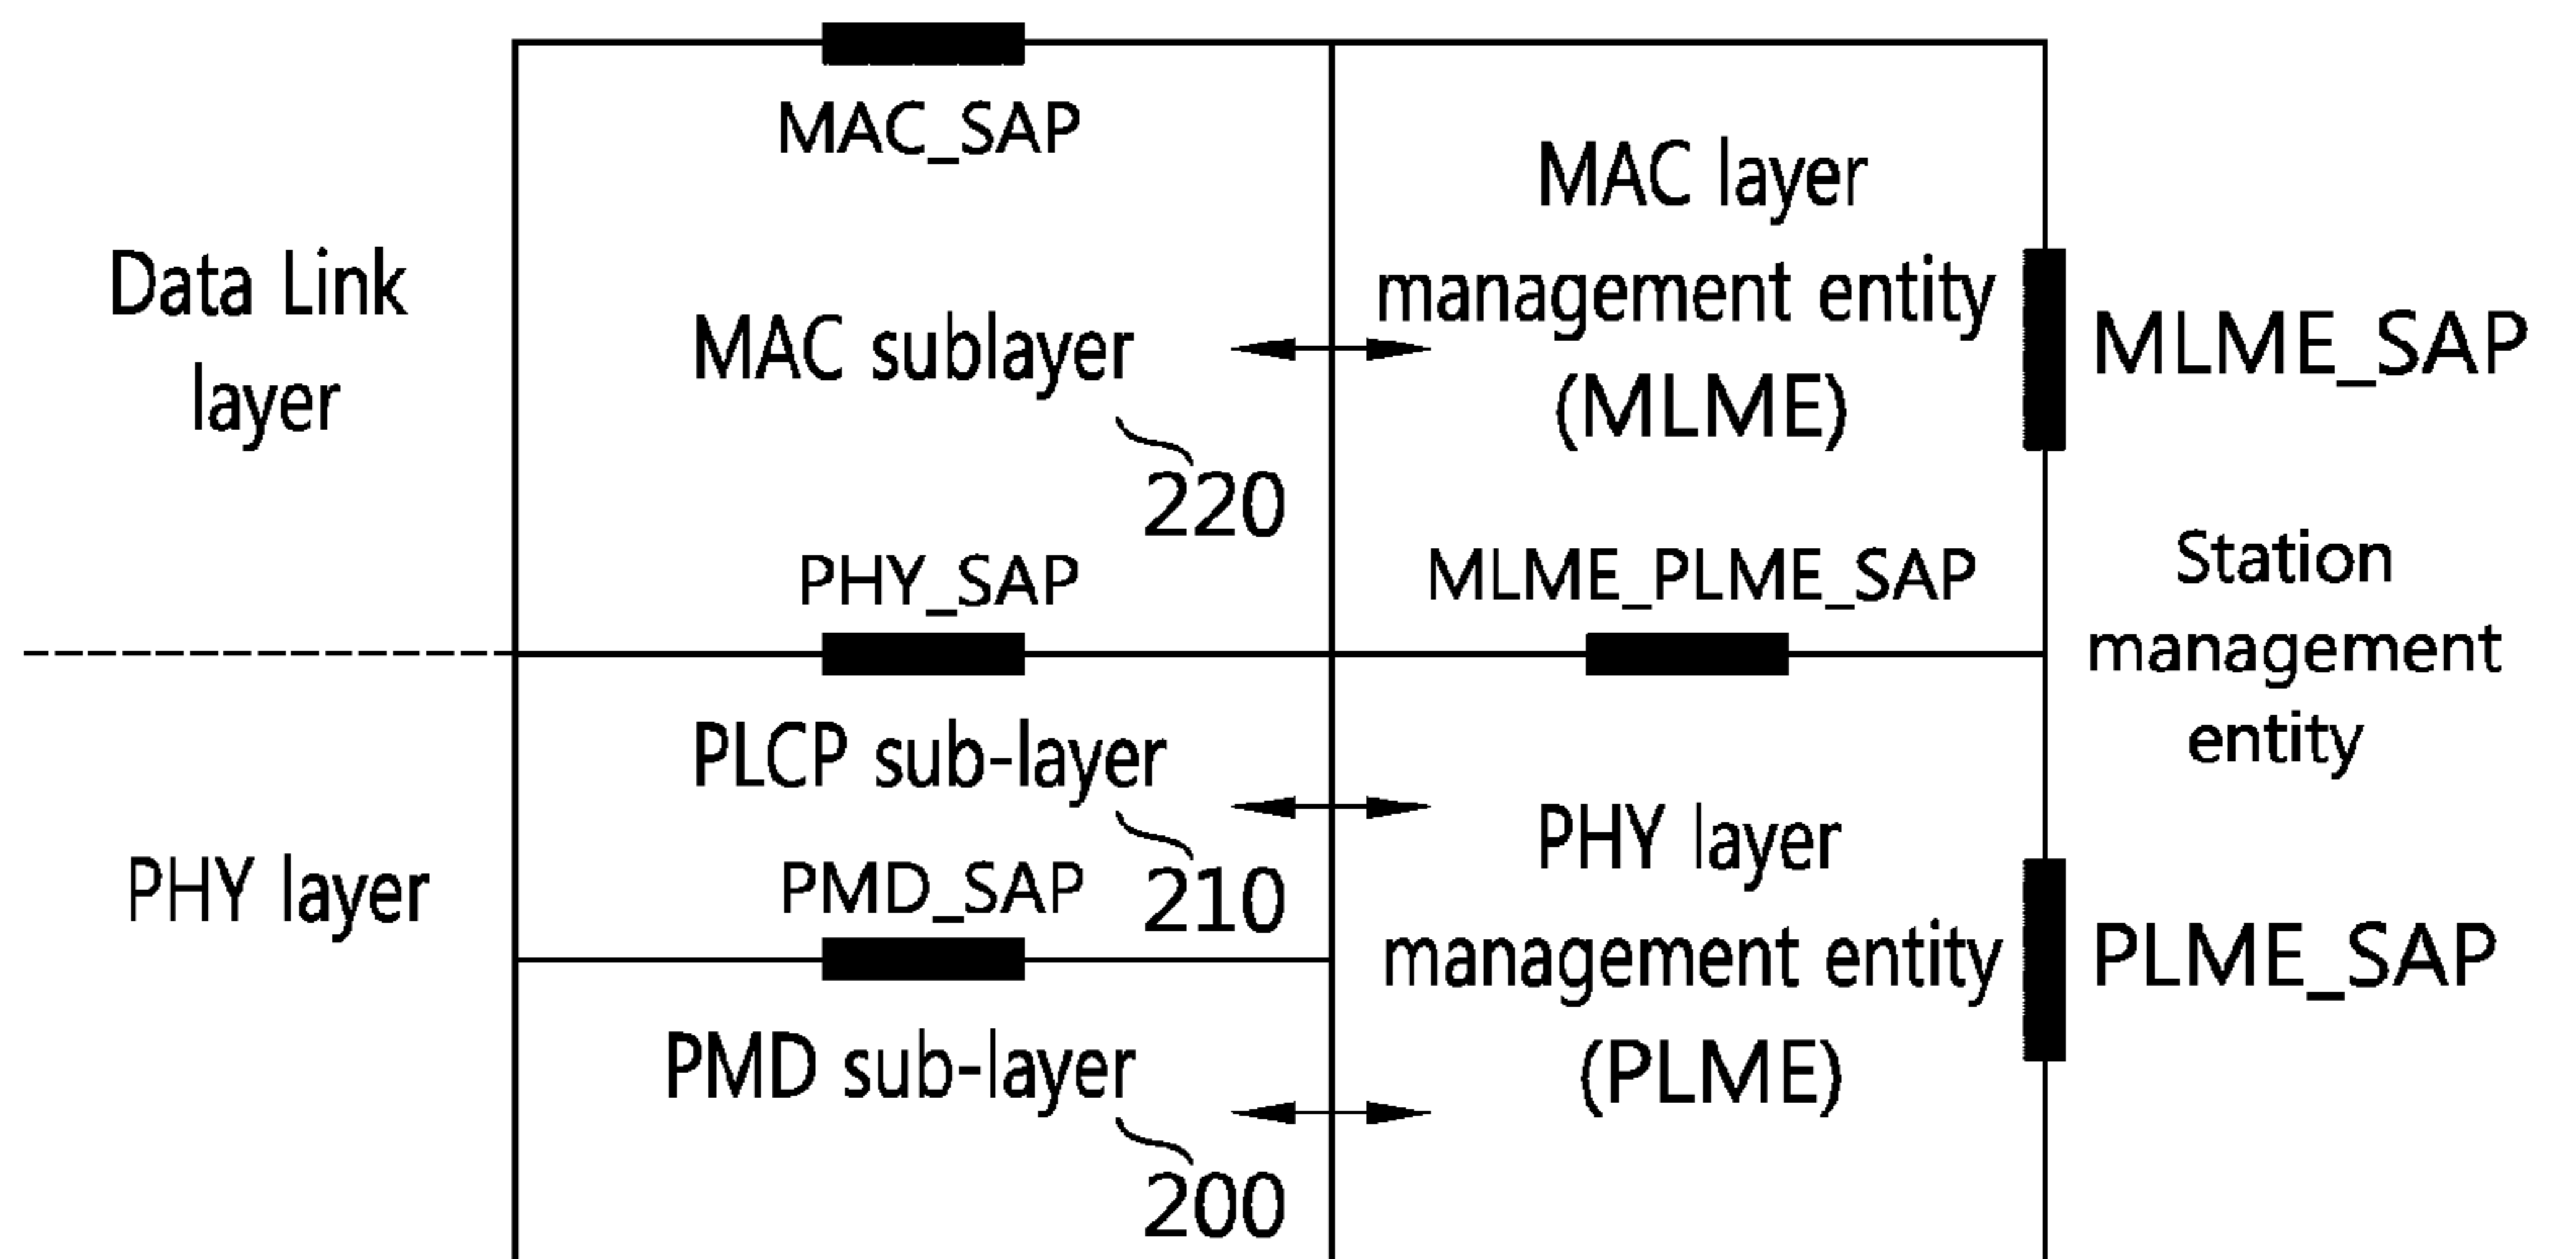 MAC_SAP
Data Link
layer
MAC sublayer
220
PHY_SAP
MAC layer
management entity
(MLME)
MLME_PLME_SAP
MLME_SAP
Station
management
entity
PHY layer
PLCP sub-layer
210
PMD_SAP
PMD sub-layer
200
PHY layer
management entity
(PLME)
PLME_SAP